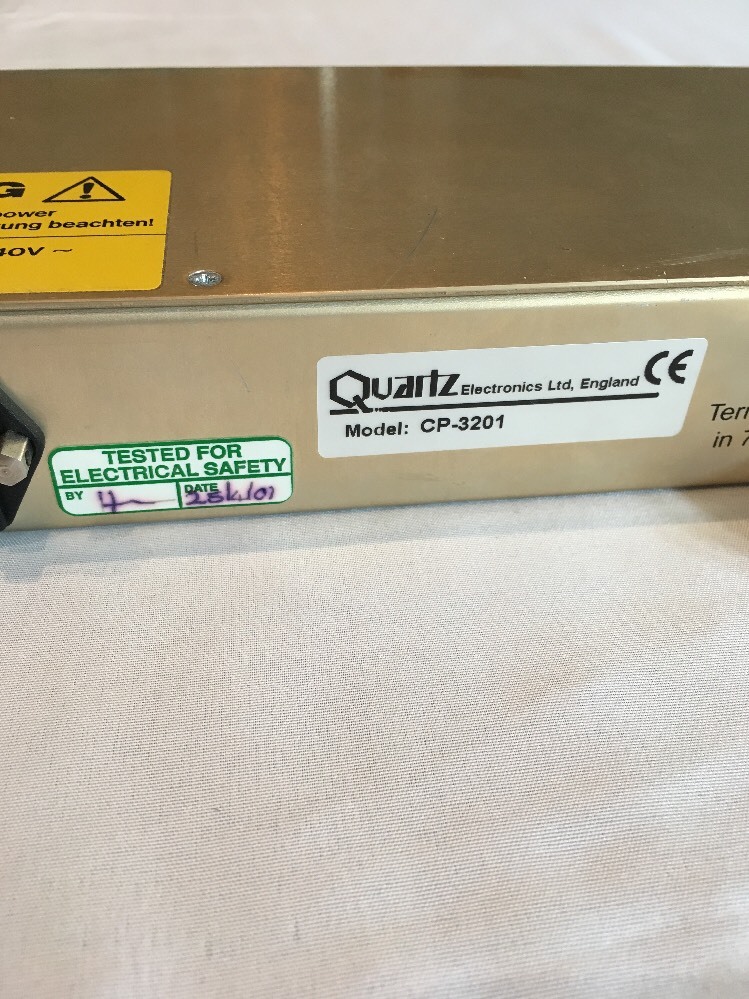 G
power
ung beachten!
40V ~
Quartz Electronics Ltd, England CE
Model: CP-3201
Terr
in 7
TESTED FOR
ELECTRICAL SAFETY
BY DATE